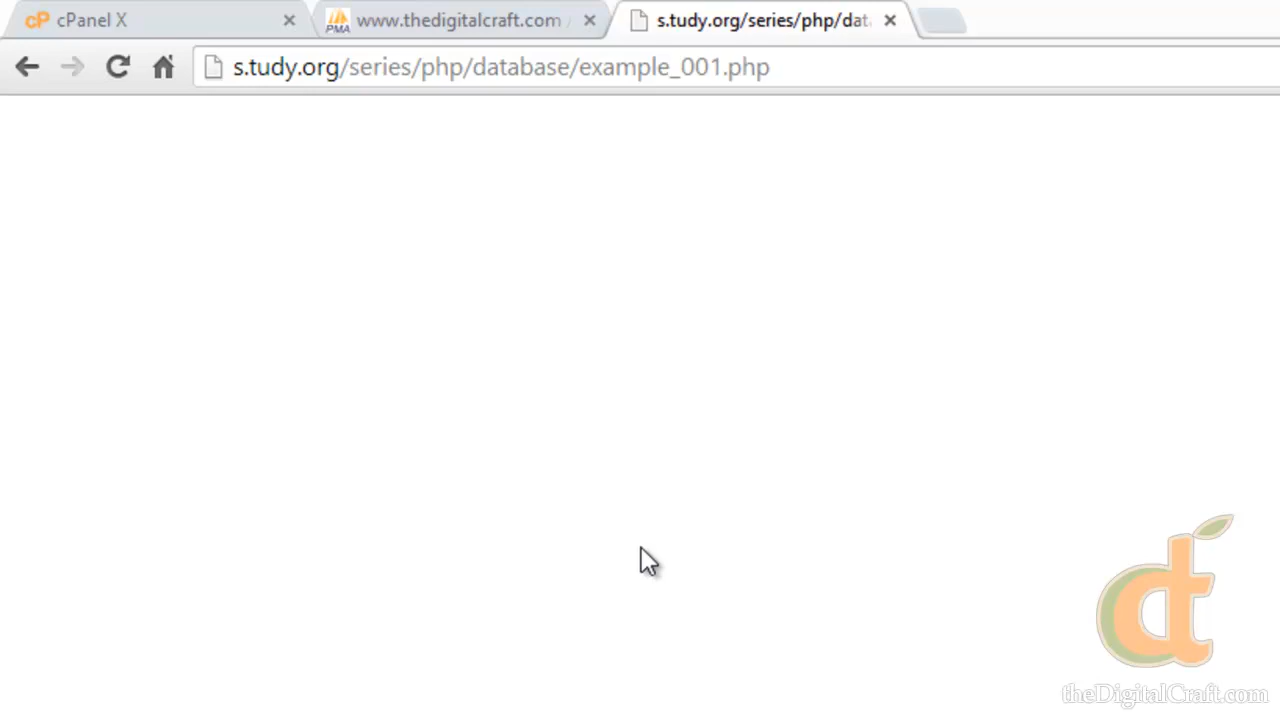 cP cPanel X
PMA www.thedigitalcraft.com /
s.tudy.org/series/php/dat
s.tudy.org/series/php/database/example_001.php
dt
theDigitalCraft.com